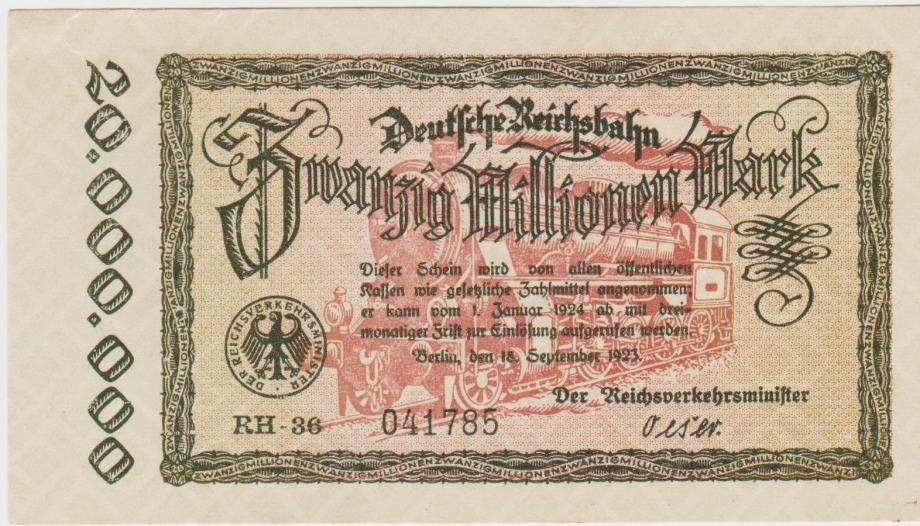 20.000.000
ZWANZIGMILLIONENZWANZIGMILLIONENZWANZIGMILLIONENZWANZIGMILLIONENZWANZIG
Deutsche Reichsbahn
Zwanzig Millionen Mark
Dieser Schein wird von allen öffentlichen
Kassen wie gesetzliche Zahlmittel angenommen;
er kann vom 1. Januar 1924 ab mit drei-
monatiger Frist zur Einlösung aufgerufen werden.
Berlin, den 18. September 1923.
DER REICHSVERKEHRSMINISTER
Der Reichsverkehrsminister
RH - 36 041785
Oeser.